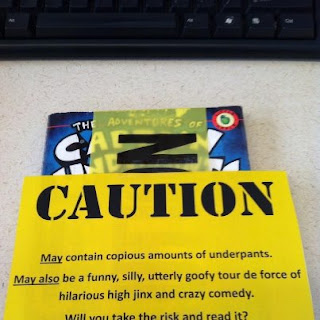 THE
ADVENTURES OF
CAUTION
May contain copious amounts of underpants.
May also be a funny, silly, utterly goofy tour de force of
hilarious high jinx and crazy comedy.
Will you take the risk and read it?